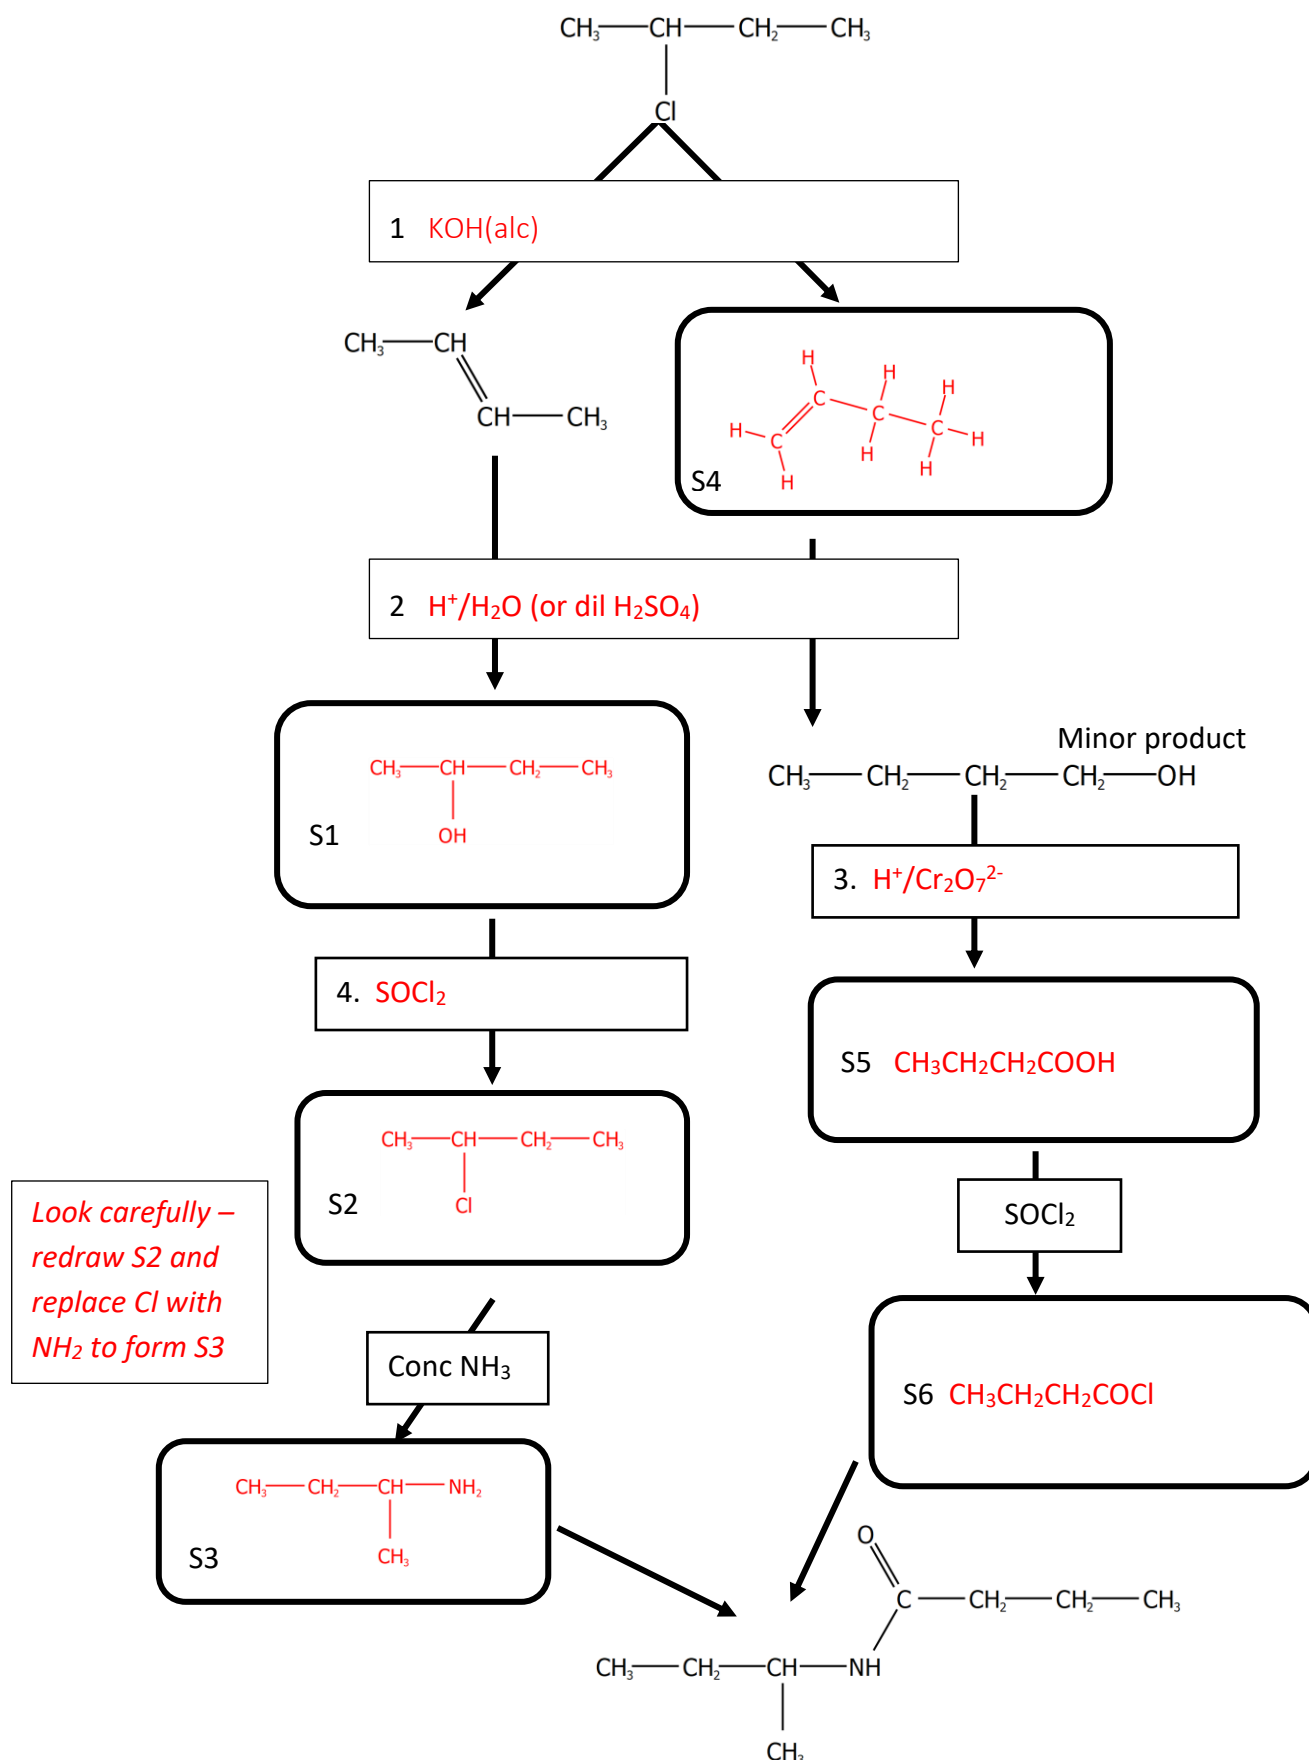 CH₃—CH—CH₂—CH₃
Cl
1 KOH(alc)
CH₃—CH
CH—CH₃
H
H
H
C
C
H
C
H
H
C
H
H
H
S4
2 H⁺/H₂O (or dil H₂SO₄)
CH₃—CH—CH₂—CH₃
OH
S1
Minor product
CH₃—CH₂—CH₂—CH₂—OH
3. H⁺/Cr₂O₇²⁻
4. SOCl₂
S5 CH₃CH₂CH₂COOH
CH₃—CH—CH₂—CH₃
Cl
S2
SOCl₂
Look carefully –
redraw S2 and
replace Cl with
NH₂ to form S3
Conc NH₃
S6 CH₃CH₂CH₂COCl
CH₃—CH₂—CH—NH₂
CH₃
S3
O
C—CH₂—CH₂—CH₃
CH₃—CH₂—CH—NH
CH₃